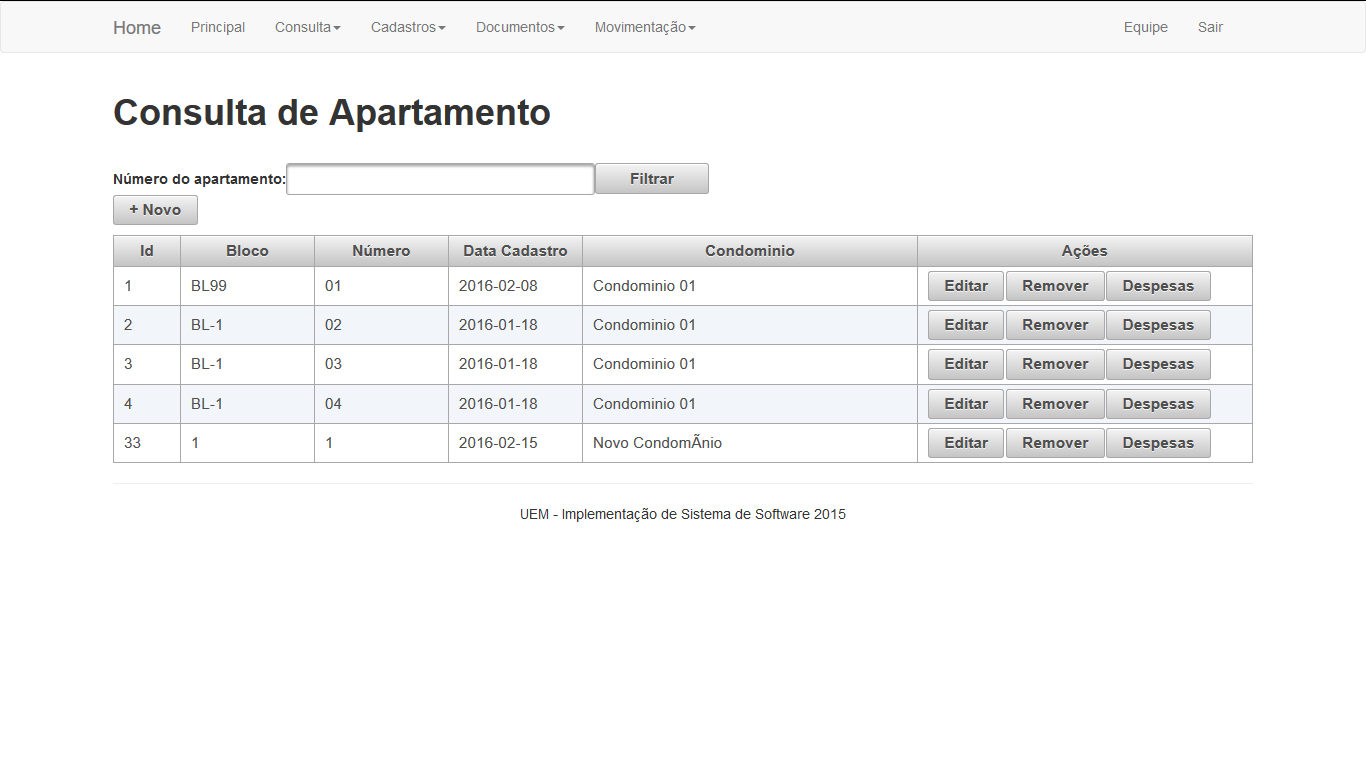 Home Principal Consulta Cadastros Documentos Movimentação Equipe Sair
Consulta de Apartamento
Número do apartamento: Filtrar
+ Novo
Id Bloco Número Data Cadastro Condominio Ações
1 BL99 01 2016-02-08 Condominio 01 Editar Remover Despesas
2 BL-1 02 2016-01-18 Condominio 01 Editar Remover Despesas
3 BL-1 03 2016-01-18 Condominio 01 Editar Remover Despesas
4 BL-1 04 2016-01-18 Condominio 01 Editar Remover Despesas
33 1 1 2016-02-15 Novo CondomÃnio Editar Remover Despesas
UEM - Implementação de Sistema de Software 2015